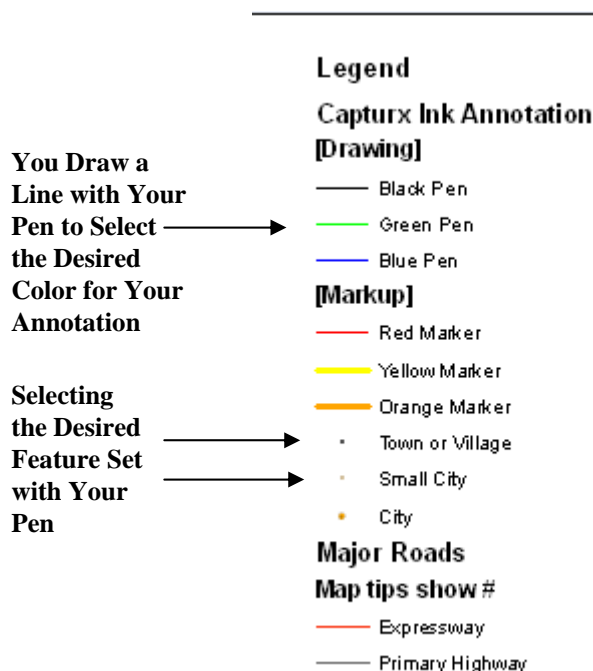 Legend
Capturx Ink Annotation
[Drawing]
You Draw a
Line with Your
Pen to Select
the Desired
Color for Your
Annotation
Black Pen
Green Pen
Blue Pen
[Markup]
Red Marker
Yellow Marker
Orange Marker
Selecting
the Desired
Feature Set
with Your
Pen
Town or Village
Small City
City
Major Roads
Map tips show #
Expressway
Primary Highway